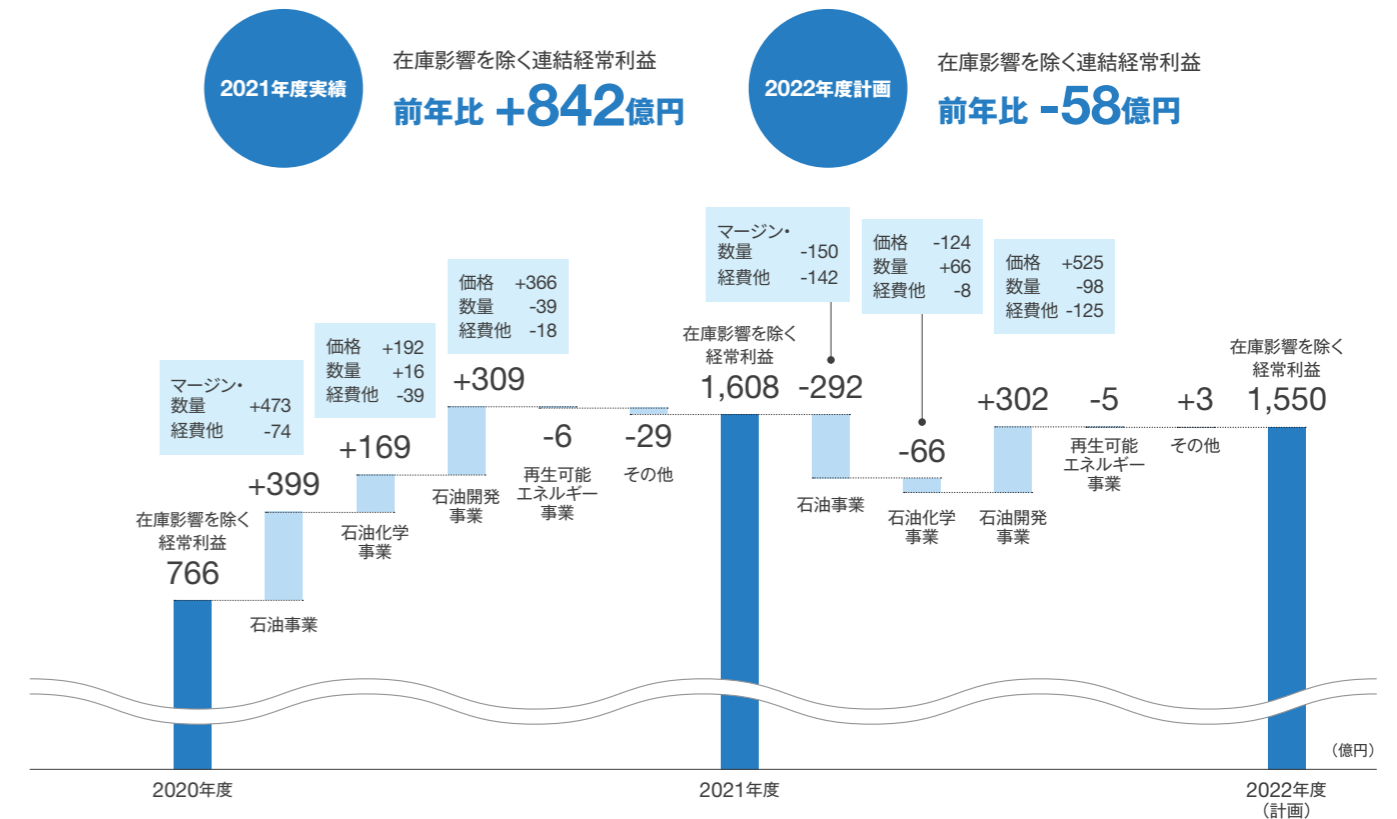 2021年度実績
在庫影響を除く連結経常利益
前年比 +842億円
2022年度計画
在庫影響を除く連結経常利益
前年比 -58億円
在庫影響を除く
経常利益
766
マージン・
数量 +473
経費他 -74
+399
石油事業
価格 +192
数量 +16
経費他 -39
+169
石油化学
事業
価格 +366
数量 -39
経費他 -18
+309
石油開発
事業
-6
再生可能
エネルギー
事業
-29
その他
在庫影響を除く
経常利益
1,608
マージン・
数量 -150
経費他 -142
-292
石油事業
価格 -124
数量 +66
経費他 -8
-66
石油化学
事業
価格 +525
数量 -98
経費他 -125
+302
石油開発
事業
-5
再生可能
エネルギー
事業
+3
その他
在庫影響を除く
経常利益
1,550
（億円）
2020年度
2021年度
2022年度
（計画）